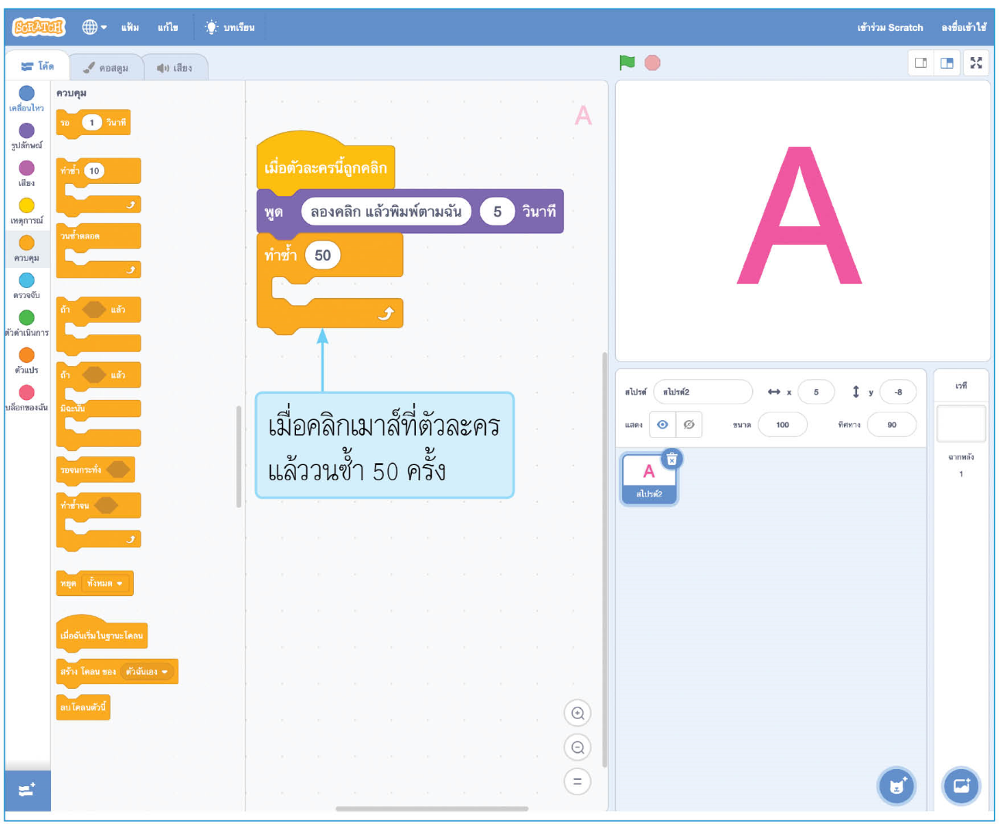 SCRATCH แฟ้ม แก้ไข บทเรียน เข้าร่วม Scratch ลงชื่อเข้าใช้
โค้ด คอสตูม เสียง
เคลื่อนไหว
รูปลักษณ์
เสียง
เหตุการณ์
ควบคุม
ตรวจจับ
ตัวดำเนินการ
ตัวแปร
บล็อกของฉัน
ควบคุม
รอ 1 วินาที
ทำซ้ำ 10
วนซ้ำตลอด
ถ้า แล้ว
ถ้า แล้ว
มิฉะนั้น
รอจนกระทั่ง
ทำซ้ำจน
หยุด ทั้งหมด
เมื่อฉันเริ่มในฐานะโคลน
สร้าง โคลน ของ ตัวฉันเอง
ลบโคลนตัวนี้
A
เมื่อตัวละครนี้ถูกคลิก
พูด ลองคลิก แล้วพิมพ์ตามฉัน 5 วินาที
ทำซ้ำ 50
เมื่อคลิกเมาส์ที่ตัวละคร
แล้ววนซ้ำ 50 ครั้ง
A
สไปรต์ สไปรต์2 x 5 y -8
แสดง ขนาด 100 ทิศทาง 90
A
สไปรต์2
เวที
ฉากหลัง
1